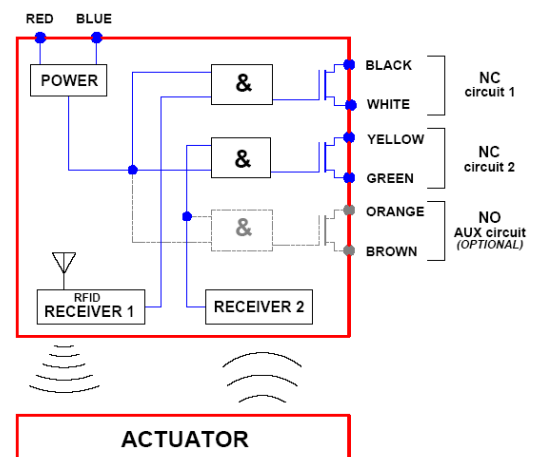 RED BLUE
POWER
&
BLACK
WHITE
NC
circuit 1
&
YELLOW
GREEN
NC
circuit 2
&
ORANGE
BROWN
NO
AUX circuit
(OPTIONAL)
RFID
RECEIVER 1
RECEIVER 2
ACTUATOR